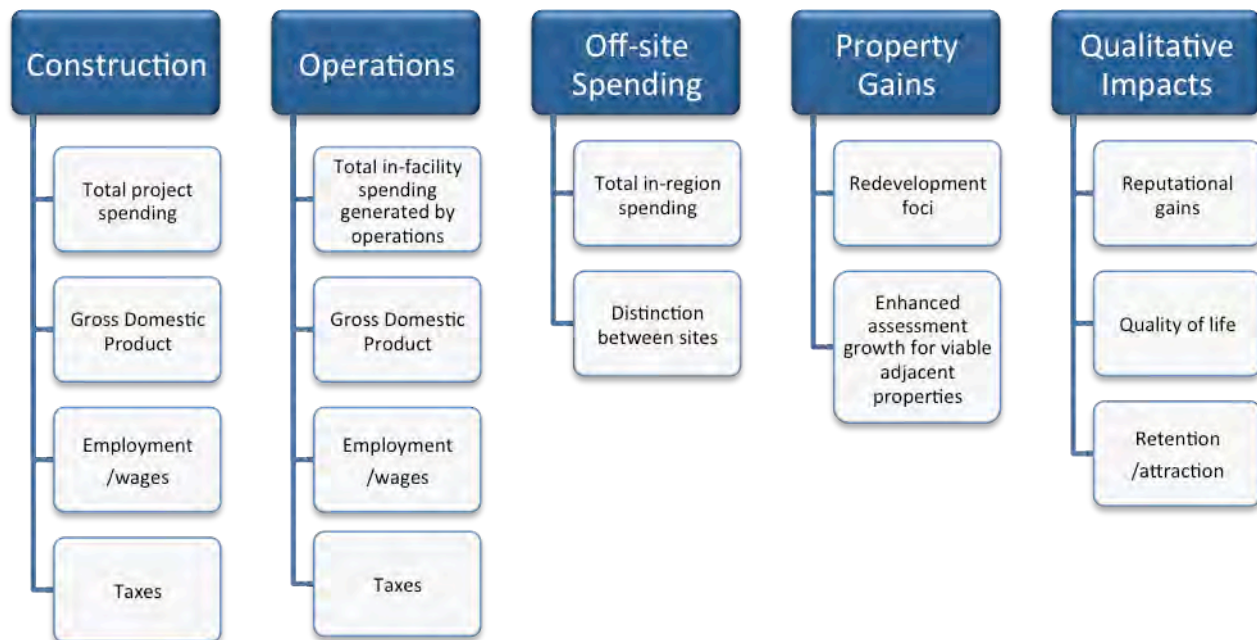 Construction
Total project
spending
Gross Domestic
Product
Employment
/wages
Taxes
Operations
Total in-facility
spending
generated by
operations
Gross Domestic
Product
Employment
/wages
Taxes
Off-site
Spending
Total in-region
spending
Distinction
between sites
Property
Gains
Redevelopment
foci
Enhanced
assessment
growth for viable
adjacent
properties
Qualitative
Impacts
Reputational
gains
Quality of life
Retention
/attraction